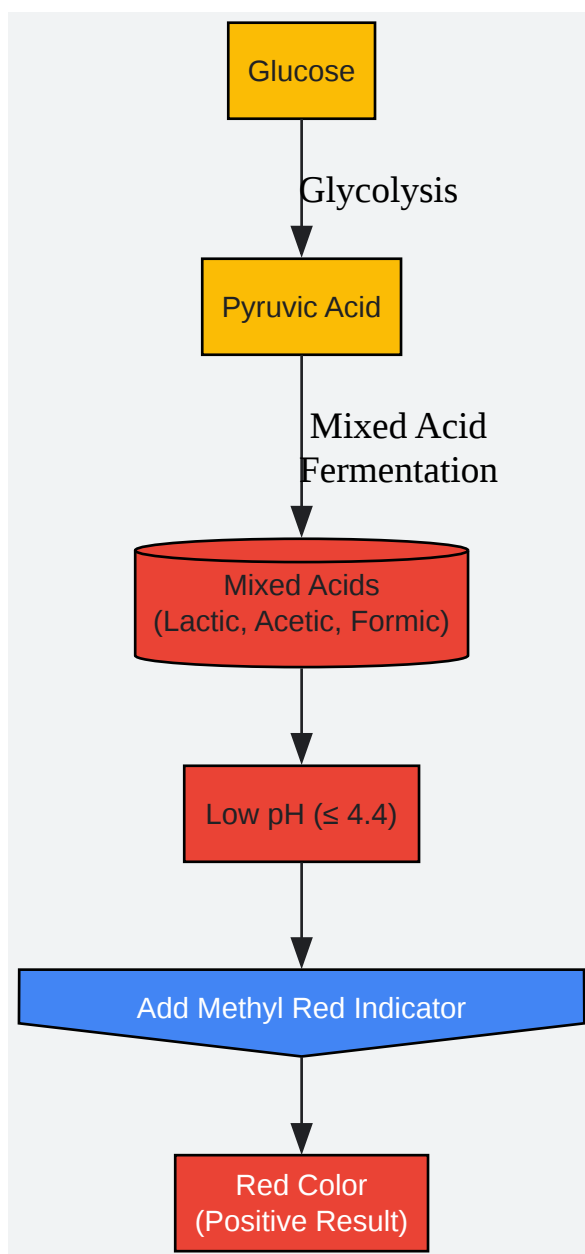 Glucose
Glycolysis
Pyruvic Acid
Mixed Acid
Fermentation
Mixed Acids
(Lactic, Acetic, Formic)
Low pH (≤ 4.4)
Add Methyl Red Indicator
Red Color
(Positive Result)